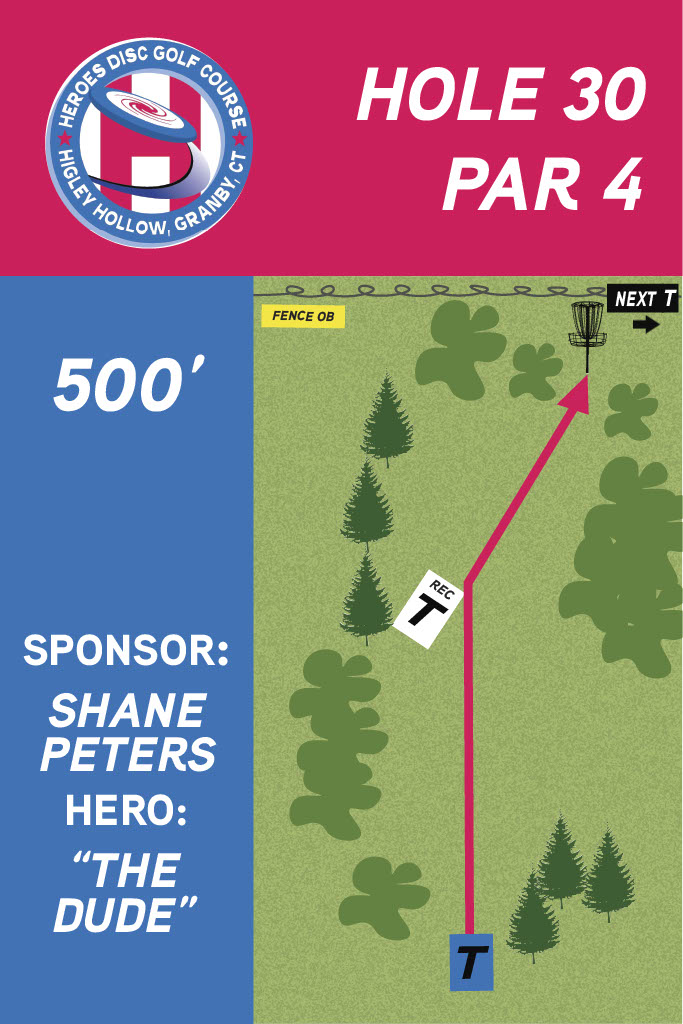 HEROES DISC GOLF COURSE
HIGLEY HOLLOW, GRANBY, CT
HOLE 30
PAR 4
500'
SPONSOR:
SHANE
PETERS
HERO:
“THE
DUDE”
NEXT T
FENCE OB
REC
T
T